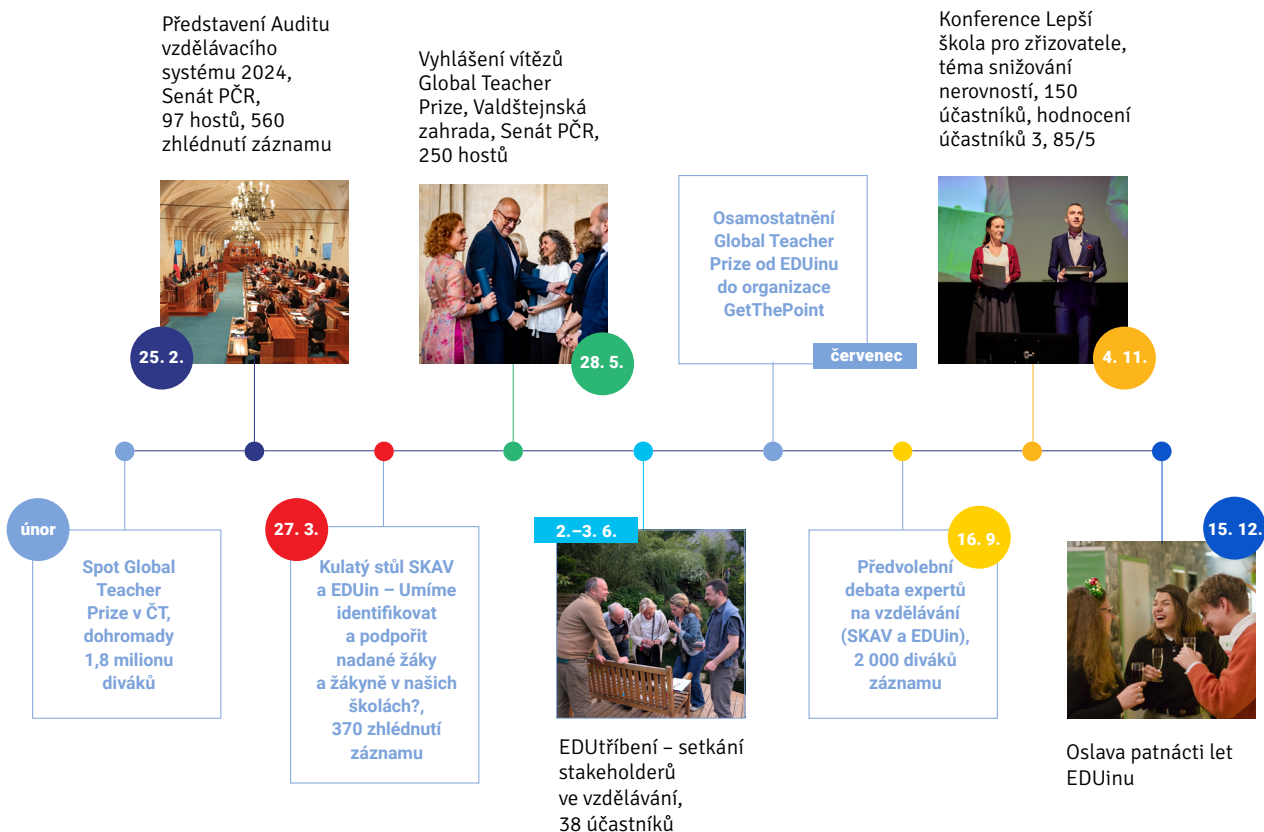 únor
Spot Global
Teacher
Prize v ČT,
dohromady
1,8 milionu
diváků
Představení Auditu
vzdělávacího
systému 2024,
Senát PČR,
97 hostů, 560
zhlédnutí záznamu
25. 2.
27. 3.
Kulatý stůl SKAV
a EDUin – Umíme
identifikovat
a podpořit
nadané žáky
a žákyně v našich
školách?,
370 zhlédnutí
záznamu
Vyhlášení vítězů
Global Teacher
Prize, Valdštejnská
zahrada, Senát PČR,
250 hostů
28. 5.
2.–3. 6.
EDUtříbení – setkání
stakeholderů
ve vzdělávání,
38 účastníků
Osamostatnění
Global Teacher
Prize od EDUinu
do organizace
GetThePoint
červenec
16. 9.
Předvolební
debata expertů
na vzdělávání
(SKAV a EDUin),
2 000 diváků
záznamu
Konference Lepší
škola pro zřizovatele,
téma snižování
nerovností, 150
účastníků, hodnocení
účastníků 3, 85/5
4. 11.
15. 12.
Oslava patnácti let
EDUinu